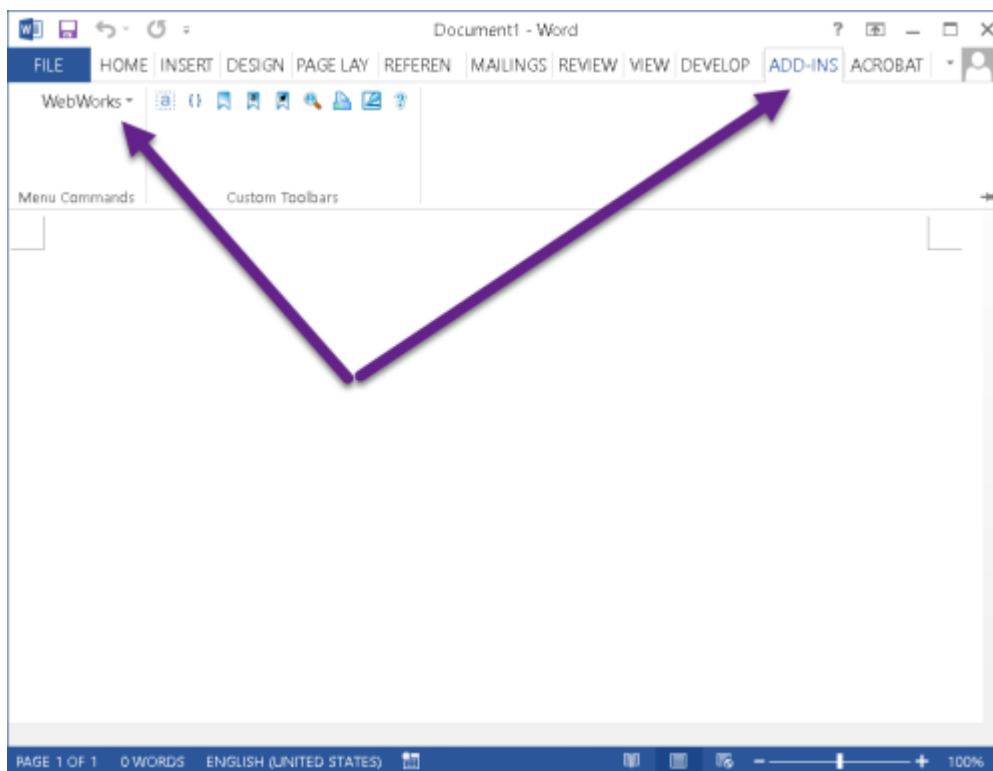 Document1 - Word
FILE HOME INSERT DESIGN PAGE LAY REFEREN MAILINGS REVIEW VIEW DEVELOP ADD-INS ACROBAT
WebWorks
Menu Commands Custom Toolbars
PAGE 1 OF 1 0 WORDS ENGLISH (UNITED STATES) 100%